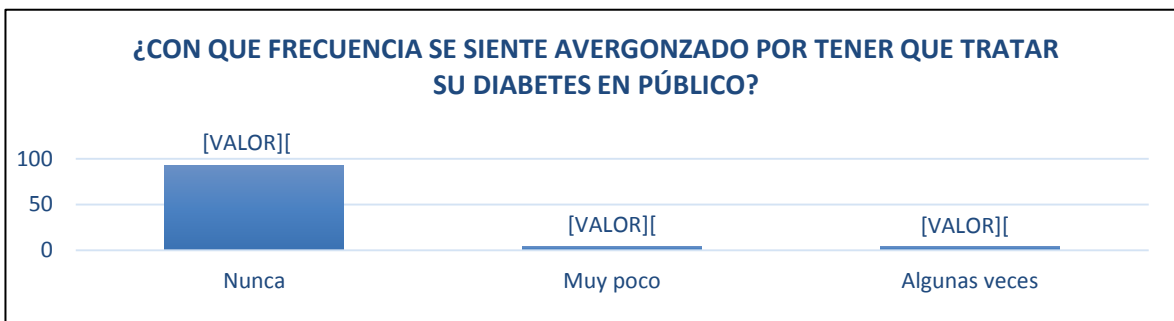 ¿CON QUE FRECUENCIA SE SIENTE AVERGONZADO POR TENER QUE TRATAR
SU DIABETES EN PÚBLICO?
[VALOR][
100
[VALOR][
[VALOR][
50
0
Nunca
Muy poco
Algunas veces